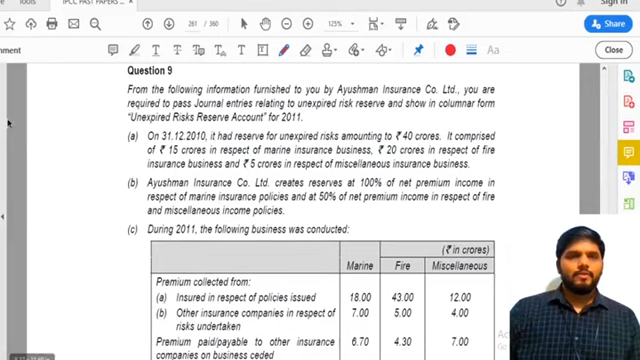 Tools
IPCC PAST PAPERS
Sign In
261 / 360
125%
Share
mment
Aa
Close
Question 9
From the following information furnished to you by Ayushman Insurance Co. Ltd., you are
required to pass Journal entries relating to unexpired risk reserve and show in columnar form
"Unexpired Risks Reserve Account" for 2011.
(a) On 31.12.2010, it had reserve for unexpired risks amounting to ₹ 40 crores. It comprised
of ₹ 15 crores in respect of marine insurance business, ₹ 20 crores in respect of fire
insurance business and ₹ 5 crores in respect of miscellaneous insurance business.
(b) Ayushman Insurance Co. Ltd. creates reserves at 100% of net premium income in
respect of marine insurance policies and at 50% of net premium income in respect of fire
and miscellaneous income policies.
(c) During 2011, the following business was conducted:
(₹ in crores)
Marine Fire Miscellaneous
Premium collected from:
(a) Insured in respect of policies issued 18.00 43.00 12.00
(b) Other insurance companies in respect of 7.00 5.00 4.00
risks undertaken
Premium paid/payable to other insurance 6.70 4.30 7.00
companies on business ceded